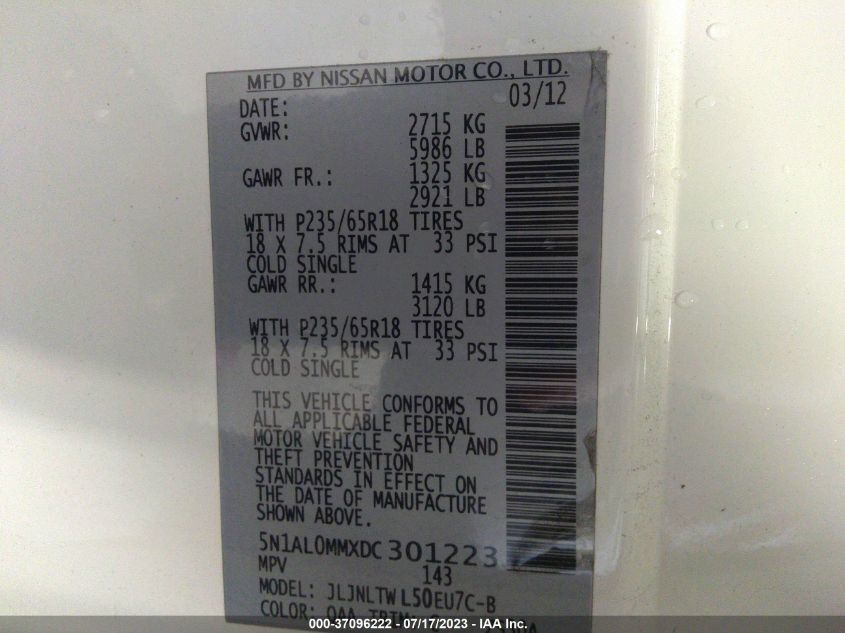 MFD BY NISSAN MOTOR CO., LTD.
DATE: 03/12
GVWR: 2715 KG
5986 LB
GAWR FR.: 1325 KG
2921 LB
WITH P235/65R18 TIRES
18 X 7.5 RIMS AT 33 PSI
COLD SINGLE
GAWR RR.: 1415 KG
3120 LB
WITH P235/65R18 TIRES
18 X 7.5 RIMS AT 33 PSI
COLD SINGLE
THIS VEHICLE CONFORMS TO
ALL APPLICABLE FEDERAL
MOTOR VEHICLE SAFETY AND
THEFT PREVENTION
STANDARDS IN EFFECT ON
THE DATE OF MANUFACTURE
SHOWN ABOVE.
5N1AL0MMXDC301223
MPV 143
MODEL: JLJNLTWL50EU7C-B
COLOR: QAA
000-37096222 - 07/17/2023 - IAA Inc.